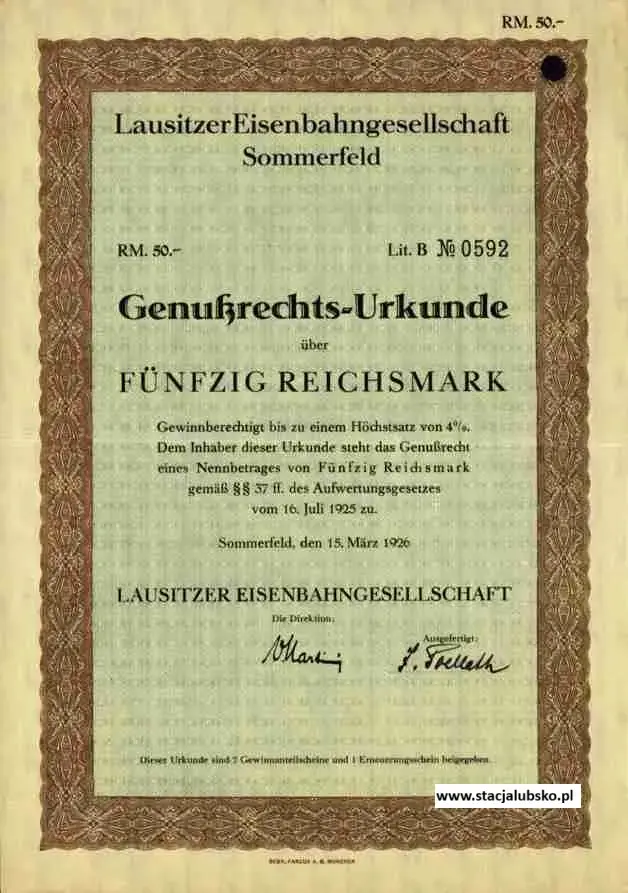 RM. 50.-
Lausitzer Eisenbahngesellschaft
Sommerfeld
RM. 50.- Lit. B № 0592
Genußrechts-Urkunde
über
FÜNFZIG REICHSMARK
Gewinnberechtigt bis zu einem Höchstsatz von 4%.
Dem Inhaber dieser Urkunde steht das Genußrecht
eines Nennbetrages von Fünfzig Reichsmark
gemäß §§ 37 ff. des Aufwertungsgesetzes
vom 16. Juli 1925 zu.
Sommerfeld, den 15. März 1926
LAUSITZER EISENBAHNGESELLSCHAFT
Die Direktion:
Ausgefertigt:
Dieser Urkunde sind 7 Gewinnanteilscheine und 1 Erneuerungsschein beigegeben.
www.stacjalubsko.pl